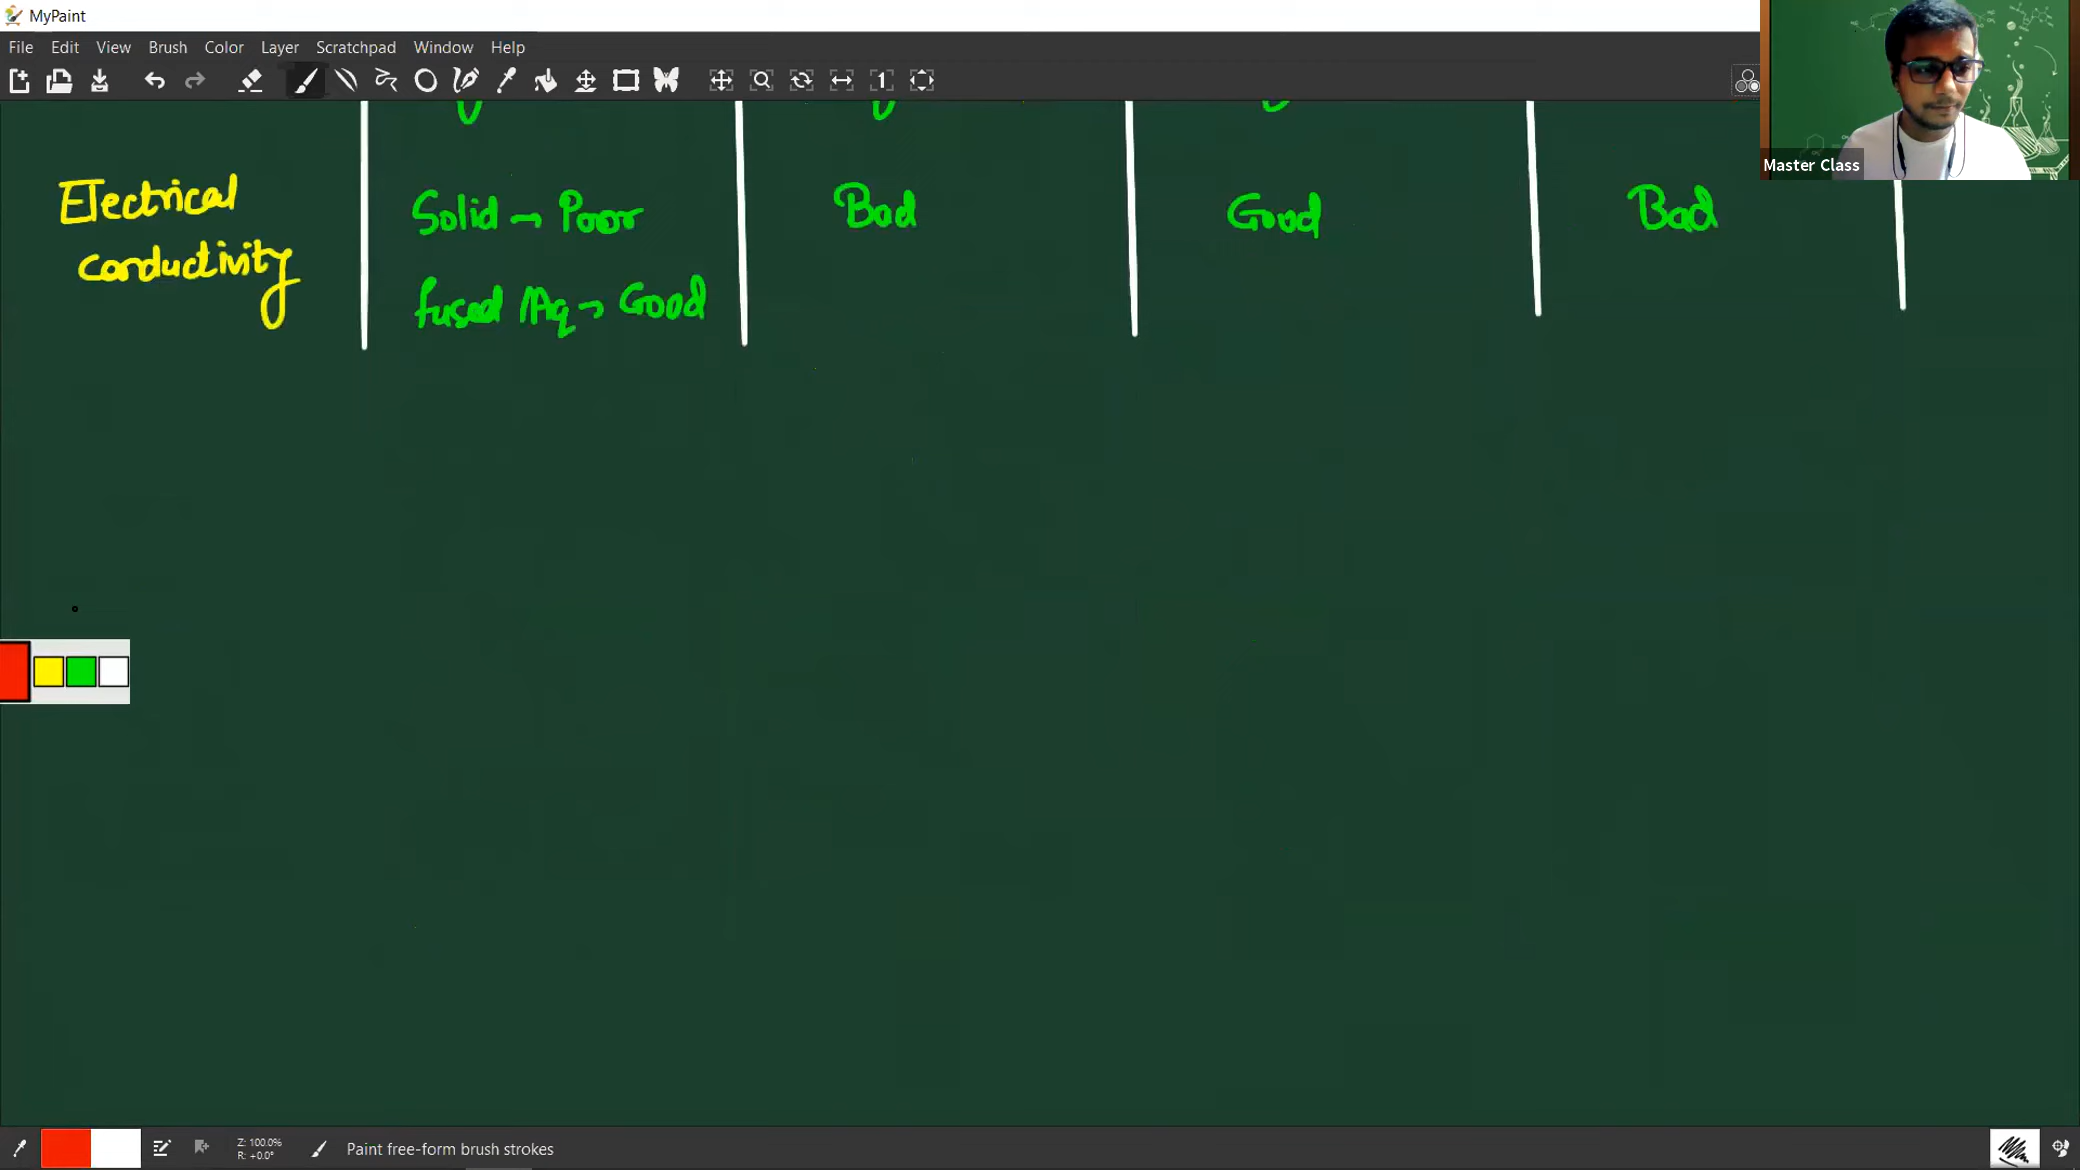 MyPaint
File Edit View Brush Color Layer Scratchpad Window Help
Master Class
Electrical
conductivity
Solid → Poor
fused /Aq → Good
Bad
Good
Bad
Z: 100.0%
R: +0.0°
Paint free-form brush strokes